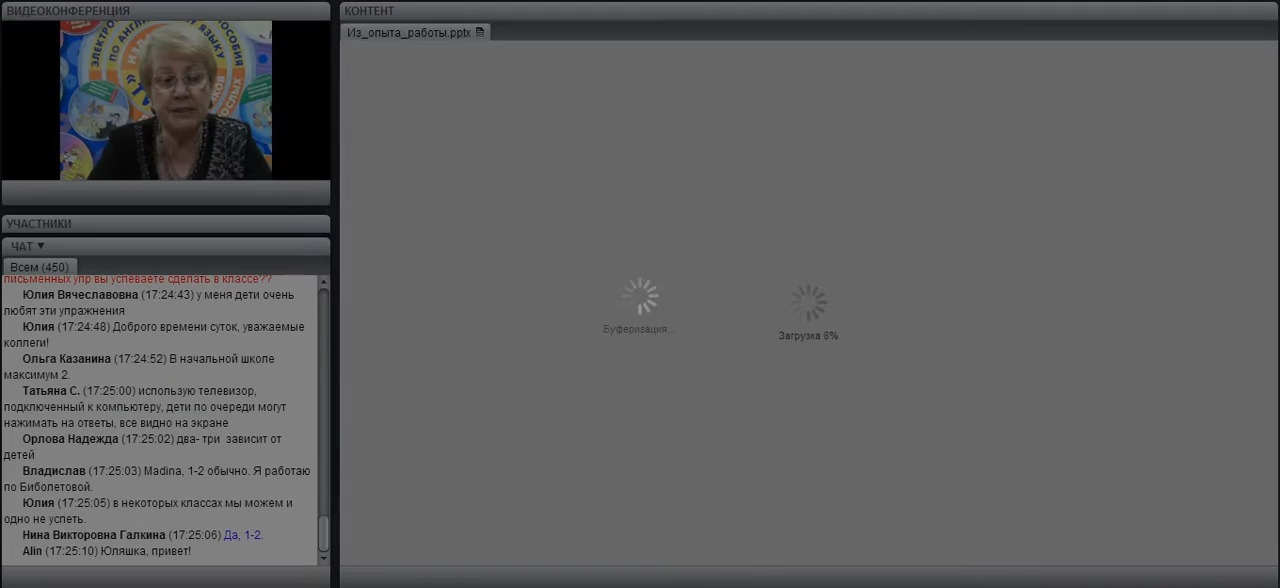 ВИДЕОКОНФЕРЕНЦИЯ
ЭЛЕКТРО
ПОСОБИЯ
ПО АНГЛИ
ЯЗЫКУ
КОНТЕНТ
Из_опыта_работы.pptx
УЧАСТНИКИ
ЧАТ
Всем (450)
письменных упр вы успеваете сделать в классе??
Юлия Вячеславовна (17:24:43) у меня дети очень
любят эти упражнения
Юлия (17:24:48) Доброго времени суток, уважаемые
коллеги!
Ольга Казанина (17:24:52) В начальной школе
максимум 2.
Татьяна С. (17:25:00) использую телевизор,
подключенный к компьютеру, дети по очереди могут
нажимать на ответы, все видно на экране
Орлова Надежда (17:25:02) два- три зависит от
детей
Владислав (17:25:03) Madina, 1-2 обычно. Я работаю
по Биболетовой.
Юлия (17:25:05) в некоторых классах мы можем и
одно не успеть.
Нина Викторовна Галкина (17:25:06) Да, 1-2.
Alin (17:25:10) Юляшка, привет!
Буферизация...
Загрузка 6%